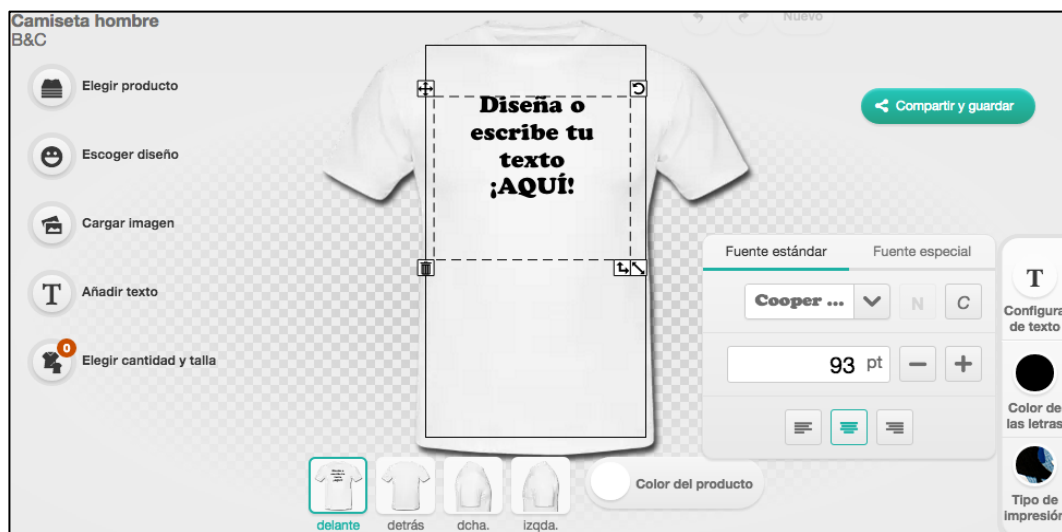 Camiseta hombre
B&C
Nuevo
Elegir producto
Escoger diseño
Cargar imagen
T
Añadir texto
0
Elegir cantidad y talla
Diseña o
escribe tu
texto
¡AQUÍ!
Compartir y guardar
Fuente estándar
Fuente especial
Cooper ...
N
C
93 pt
T
Configura
de texto
Color de
las letras
Tipo de
impresión
Color del producto
delante
detrás
dcha.
izqda.